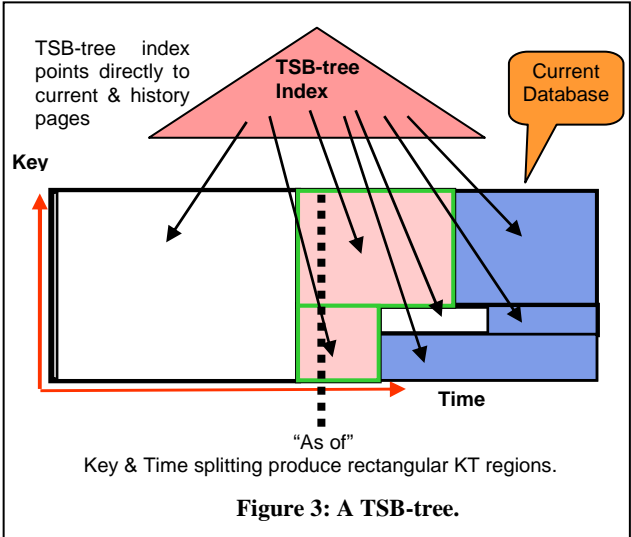 TSB-tree index
points directly to
current & history
pages
TSB-tree
Index
Current
Database
Key
Time
“As of”
Key & Time splitting produce rectangular KT regions.
Figure 3: A TSB-tree.